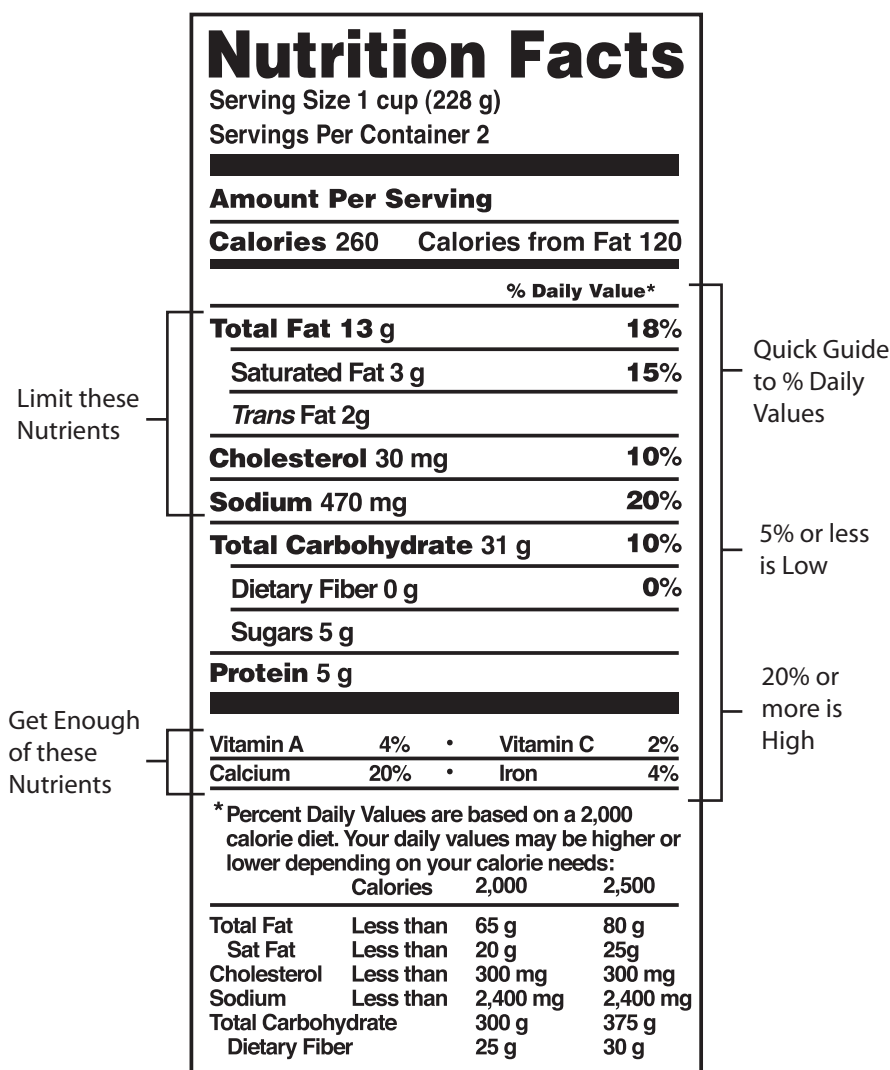 Nutrition Facts
Serving Size 1 cup (228 g)
Servings Per Container 2
Amount Per Serving
Calories 260 Calories from Fat 120
% Daily Value*
Total Fat 13 g 18%
Saturated Fat 3 g 15%
Trans Fat 2g
Cholesterol 30 mg 10%
Sodium 470 mg 20%
Total Carbohydrate 31 g 10%
Dietary Fiber 0 g 0%
Sugars 5 g
Protein 5 g
Vitamin A 4% • Vitamin C 2%
Calcium 20% • Iron 4%
* Percent Daily Values are based on a 2,000
calorie diet. Your daily values may be higher or
lower depending on your calorie needs:
Calories 2,000 2,500
Total Fat Less than 65 g 80 g
Sat Fat Less than 20 g 25g
Cholesterol Less than 300 mg 300 mg
Sodium Less than 2,400 mg 2,400 mg
Total Carbohydrate 300 g 375 g
Dietary Fiber 25 g 30 g
Limit these
Nutrients
Get Enough
of these
Nutrients
Quick Guide
to % Daily
Values
5% or less
is Low
20% or
more is
High